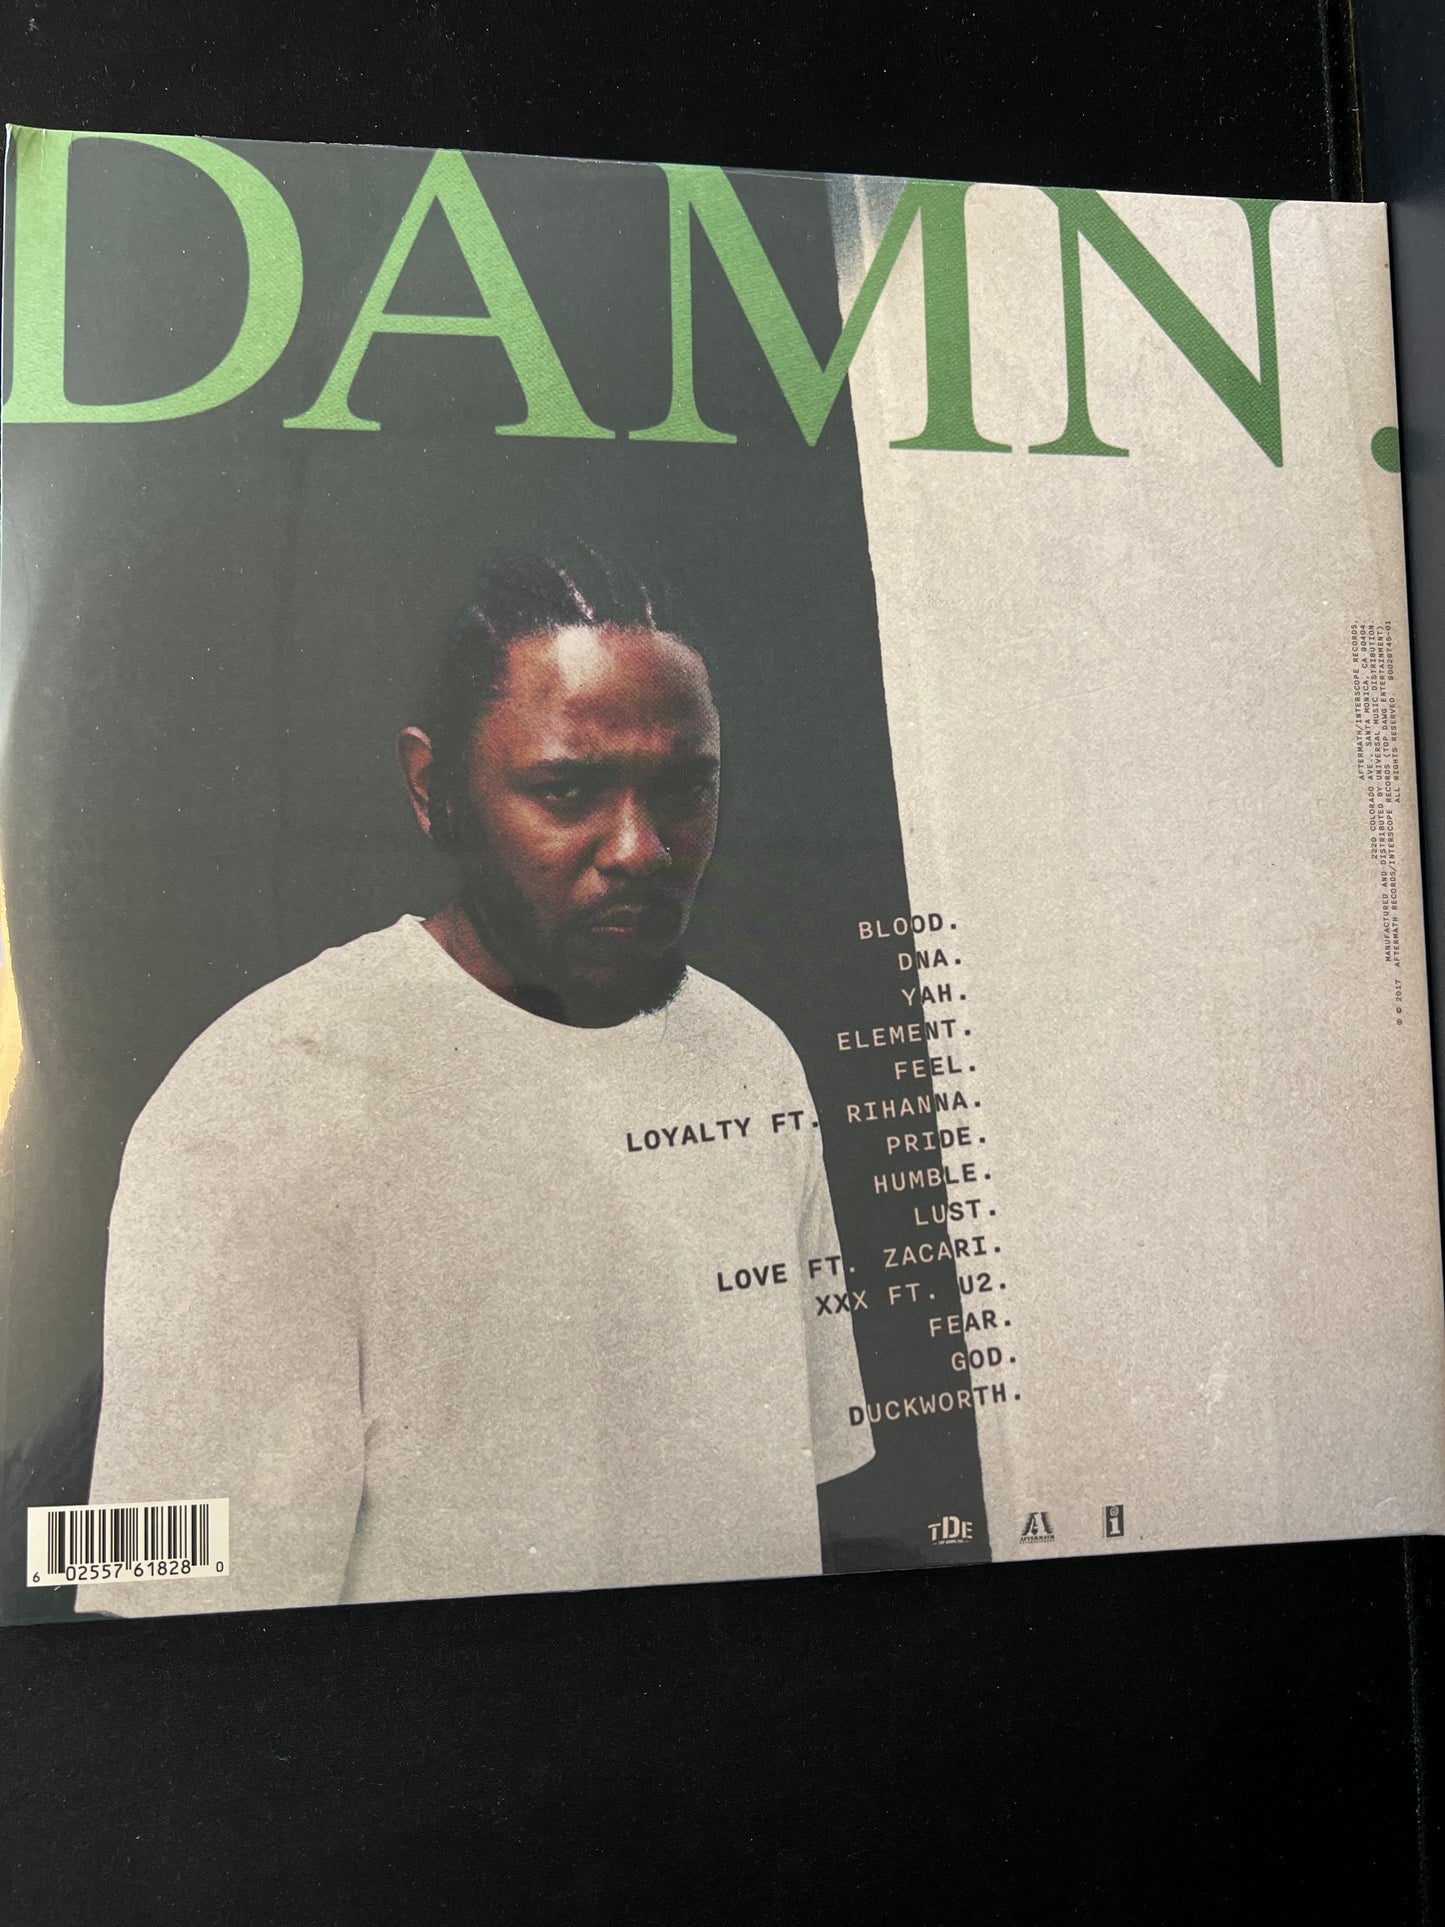 DAMN.
BLOOD.
DNA.
YAH.
ELEMENT.
FEEL.
LOYALTY FT. RIHANNA.
PRIDE.
HUMBLE.
LUST.
LOVE FT. ZACARI.
XXX FT. U2.
FEAR.
GOD.
DUCKWORTH.
AFTERMATH/INTERSCOPE RECORDS,
2220 COLORADO AVE., SANTA MONICA, CA 90404
MANUFACTURED AND DISTRIBUTED BY UNIVERSAL MUSIC DISTRIBUTION.
℗ © 2017 AFTERMATH RECORDS/INTERSCOPE RECORDS (TOP DAWG ENTERTAINMENT).
ALL RIGHTS RESERVED. B0026745-01
6 02557 61828 0
TDE
AFTERMATH
i